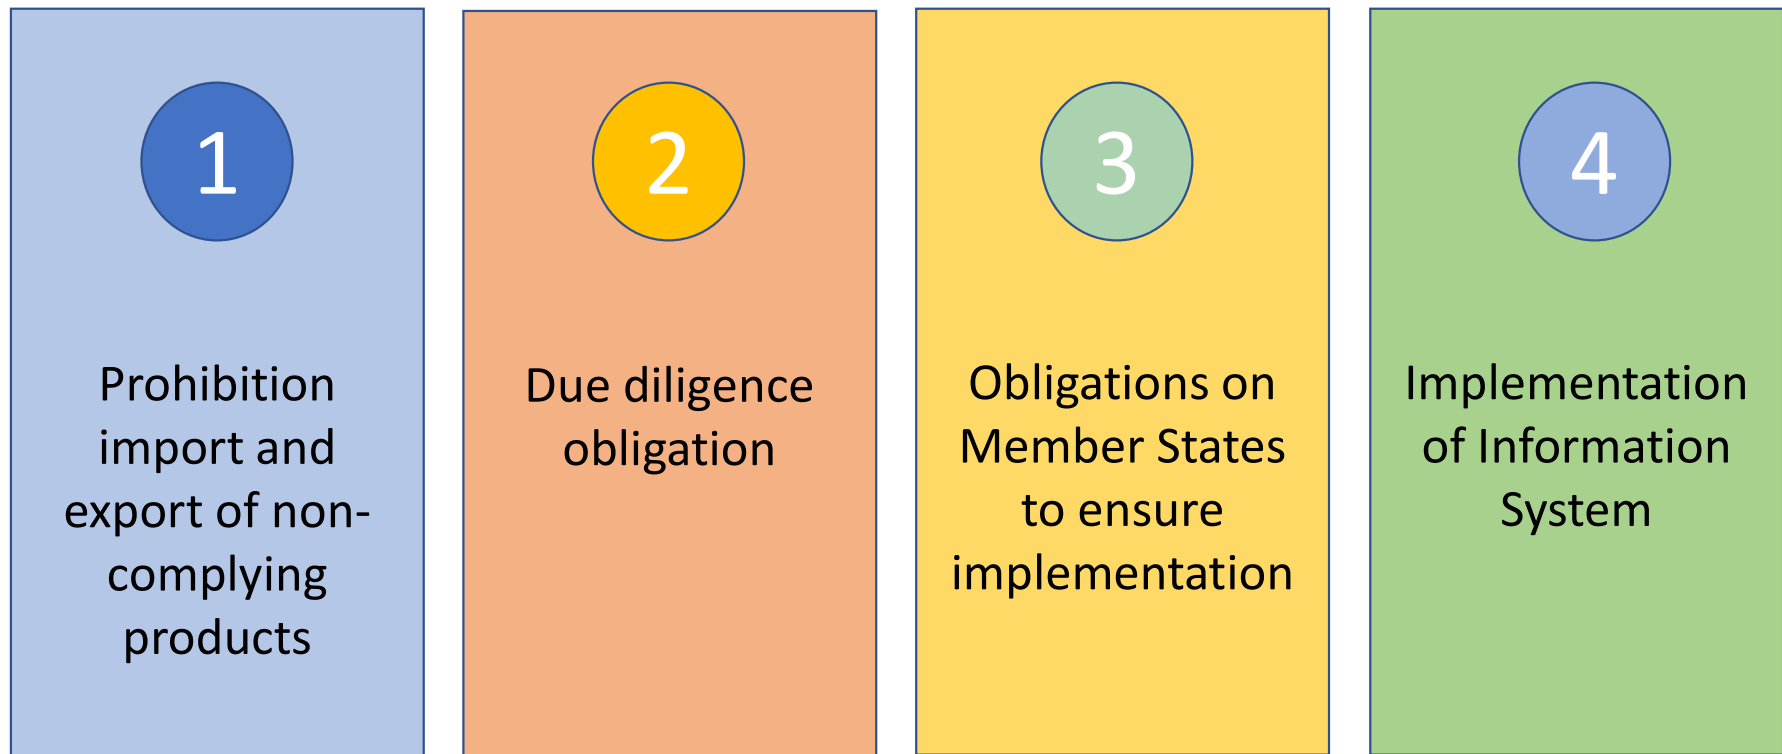 1
Prohibition
import and
export of non-
complying
products
2
Due diligence
obligation
3
Obligations on
Member States
to ensure
implementation
4
Implementation
of Information
System